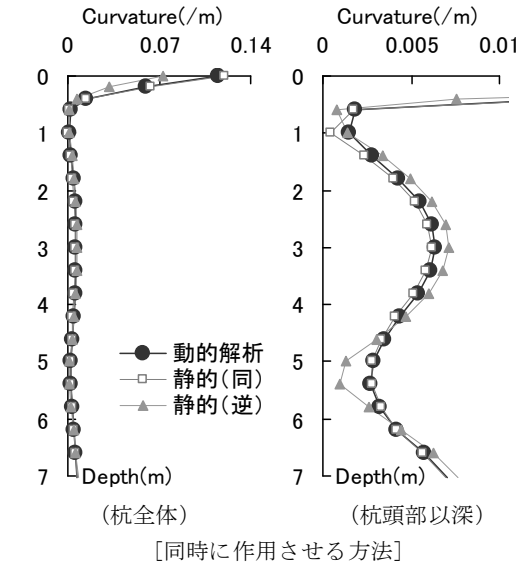 Curvature(/m)
0 0.07 0.14
0
1
2
3
4
5
6
7
動的解析
静的(同)
静的(逆)
Depth(m)
(杭全体)
Curvature(/m)
0 0.005 0.01
0
1
2
3
4
5
6
7
Depth(m)
(杭頭部以深)
[同時に作用させる方法]